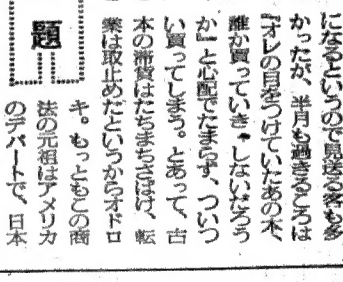 になるというので見送る客も多
かったが、半月も過ぎるころは
『オレの目をつけていたあの本、
誰か買っていき・しないだろう
か』と心配でたまらず、ついつ
い買ってしまう。とあって、古
本の滞貨はたちまちさばけ、転
業は取止めだというからオドロ
キ。もっともこの商
法の元祖はアメリカ
のデパートで、日本
題